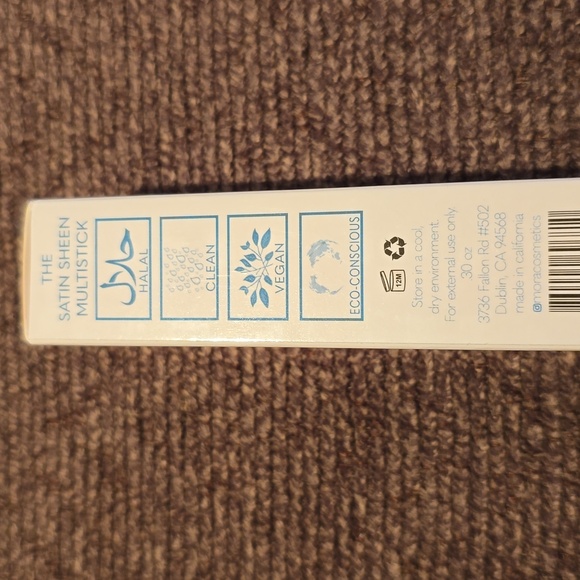 THE
SATIN SHEEN
MULTISTICK
حلال
HALAL
CLEAN
VEGAN
ECO-CONSCIOUS
12M
Store in a cool,
dry environment.
For external use only
.30 oz
3736 Fallon Rd #502
Dublin, CA 94568
made in california
@moracosmetics